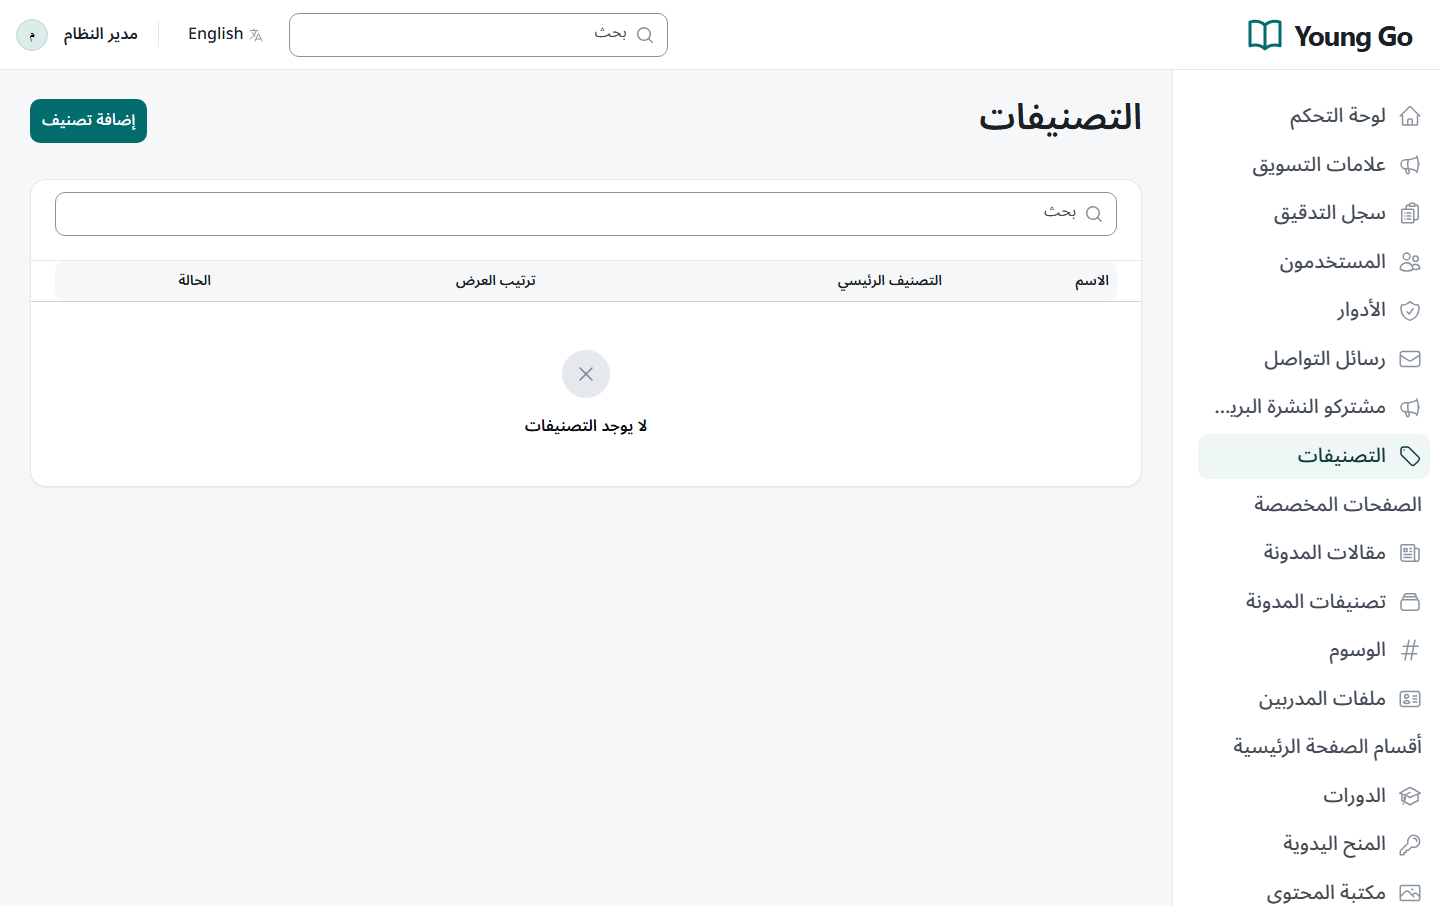 Young Go
بحث
English
مدير النظام
م
لوحة التحكم
علامات التسويق
سجل التدقيق
المستخدمون
الأدوار
رسائل التواصل
مشتركو النشرة البريـ...
التصنيفات
الصفحات المخصصة
مقالات المدونة
تصنيفات المدونة
الوسوم
ملفات المدربين
أقسام الصفحة الرئيسية
الدورات
المنح اليدوية
مكتبة المحتوى
التصنيفات
إضافة تصنيف
بحث
الاسم التصنيف الرئيسي ترتيب العرض الحالة
لا يوجد التصنيفات